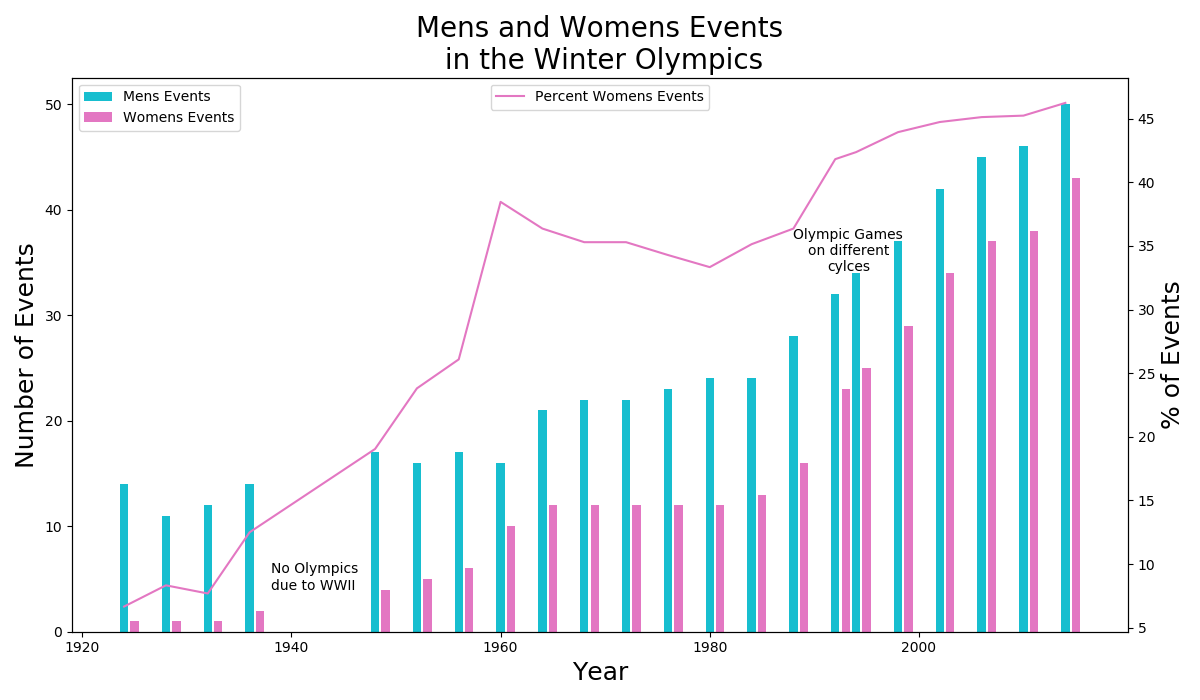 Mens and Womens Events
in the Winter Olympics
Mens Events
Womens Events
Percent Womens Events
Number of Events
50
40
30
20
10
0
% of Events
45
40
35
30
25
20
15
10
5
Olympic Games
on different
cylces
No Olympics
due to WWII
1920
1940
1960
1980
2000
Year